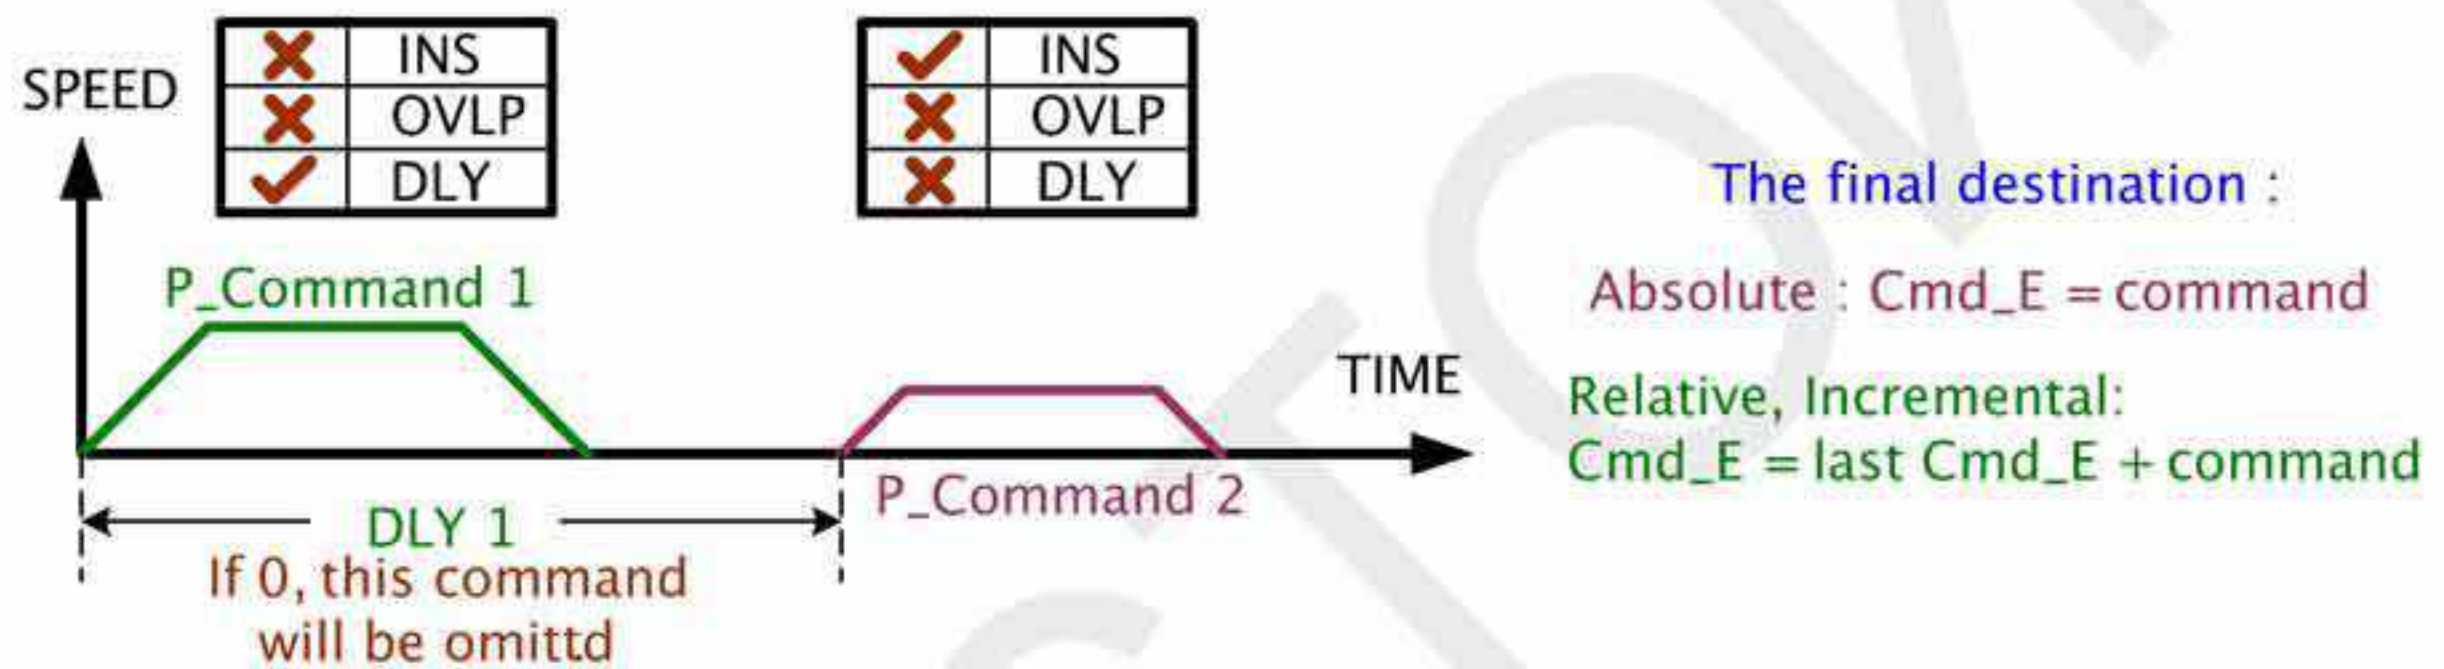 SPEED
INS
OVLP
DLY
INS
OVLP
DLY
P_Command 1
TIME
P_Command 2
DLY 1
If 0, this command
will be omittd
The final destination :
Absolute : Cmd_E = command
Relative, Incremental:
Cmd_E = last Cmd_E + command